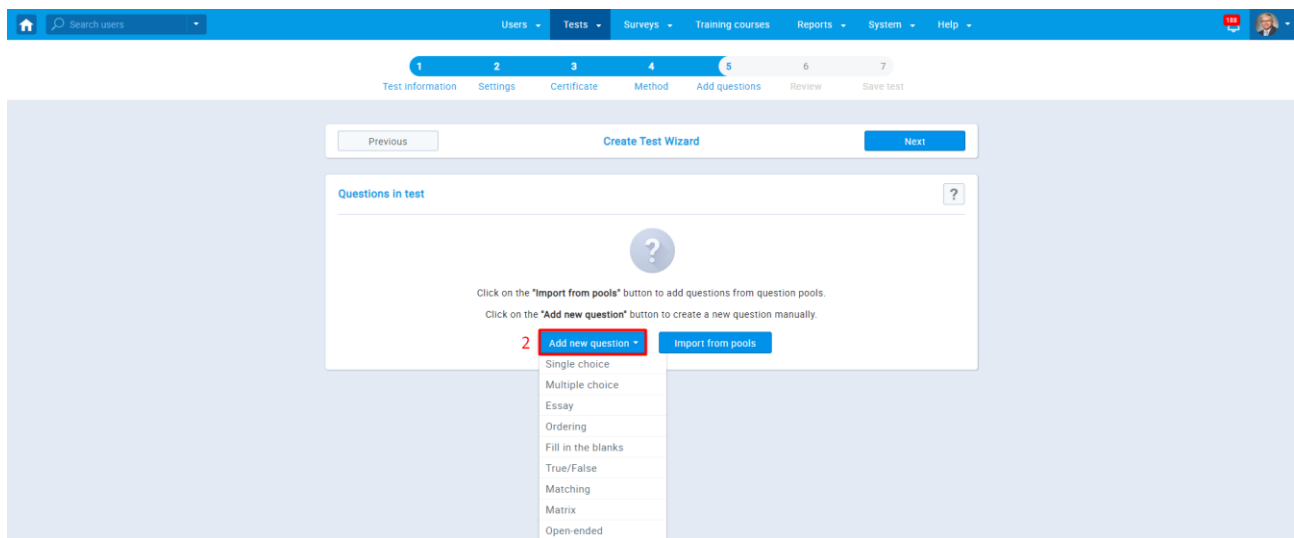 Search users
Users
Tests
Surveys
Training courses
Reports
System
Help
188
1 2 3 4 5 6 7
Test information Settings Certificate Method Add questions Review Save test
Previous
Create Test Wizard
Next
Questions in test
?
?
Click on the "Import from pools" button to add questions from question pools.
Click on the "Add new question" button to create a new question manually.
2 Add new question Import from pools
Single choice
Multiple choice
Essay
Ordering
Fill in the blanks
True/False
Matching
Matrix
Open-ended